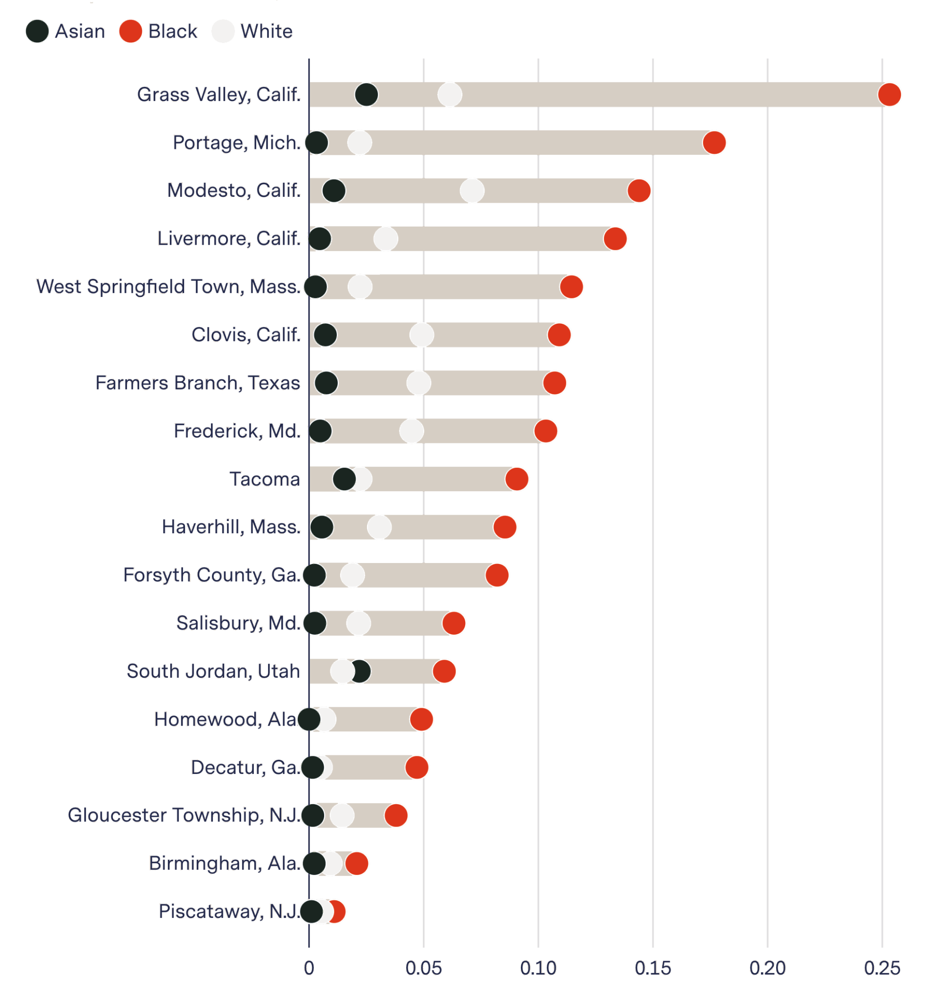 Asian Black White
Grass Valley, Calif.
Portage, Mich.
Modesto, Calif.
Livermore, Calif.
West Springfield Town, Mass.
Clovis, Calif.
Farmers Branch, Texas
Frederick, Md.
Tacoma
Haverhill, Mass.
Forsyth County, Ga.
Salisbury, Md.
South Jordan, Utah
Homewood, Ala.
Decatur, Ga.
Gloucester Township, N.J.
Birmingham, Ala.
Piscataway, N.J.
0 0.05 0.10 0.15 0.20 0.25